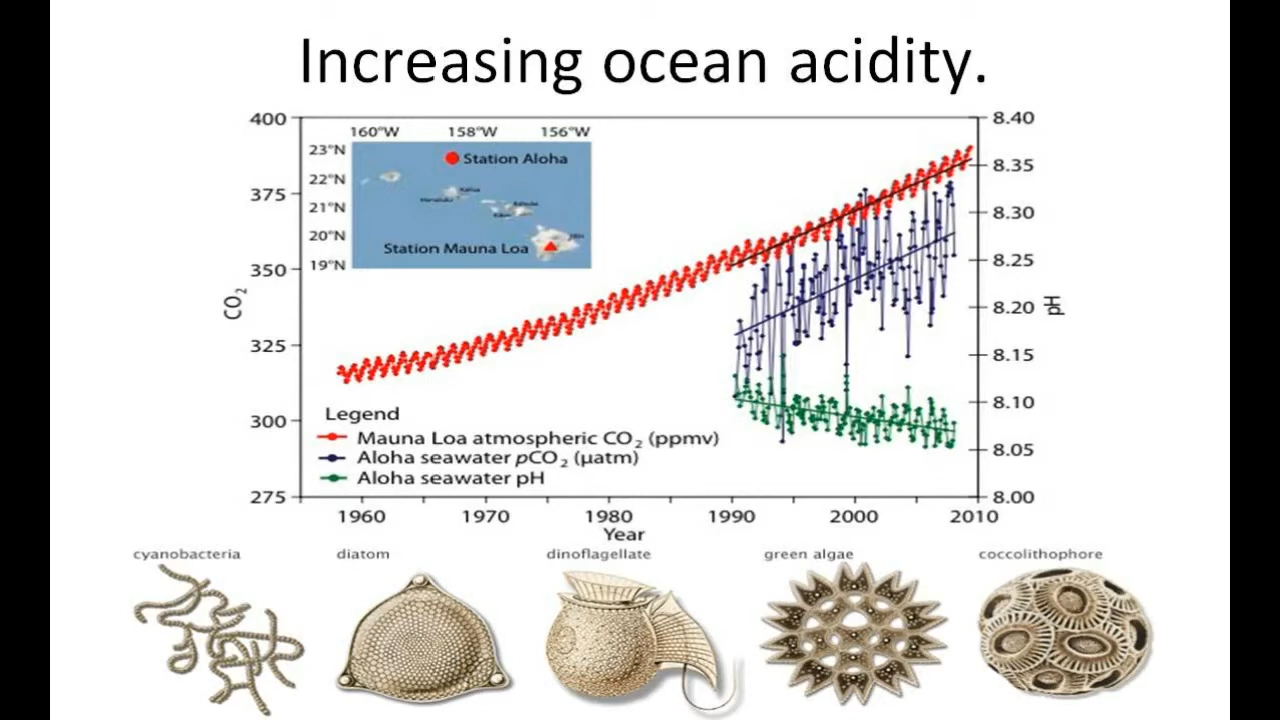 Increasing ocean acidity.
400
375
350
325
300
275
CO₂
160°W 158°W 156°W
23°N
22°N
21°N
20°N
19°N
Station Aloha
Station Mauna Loa
Legend
Mauna Loa atmospheric CO₂ (ppmv)
Aloha seawater pCO₂ (µatm)
Aloha seawater pH
8.40
8.35
8.30
8.25
8.20
8.15
8.10
8.05
8.00
pH
1960 1970 1980 1990 2000 2010
Year
cyanobacteria diatom dinoflagellate green algae coccolithophore